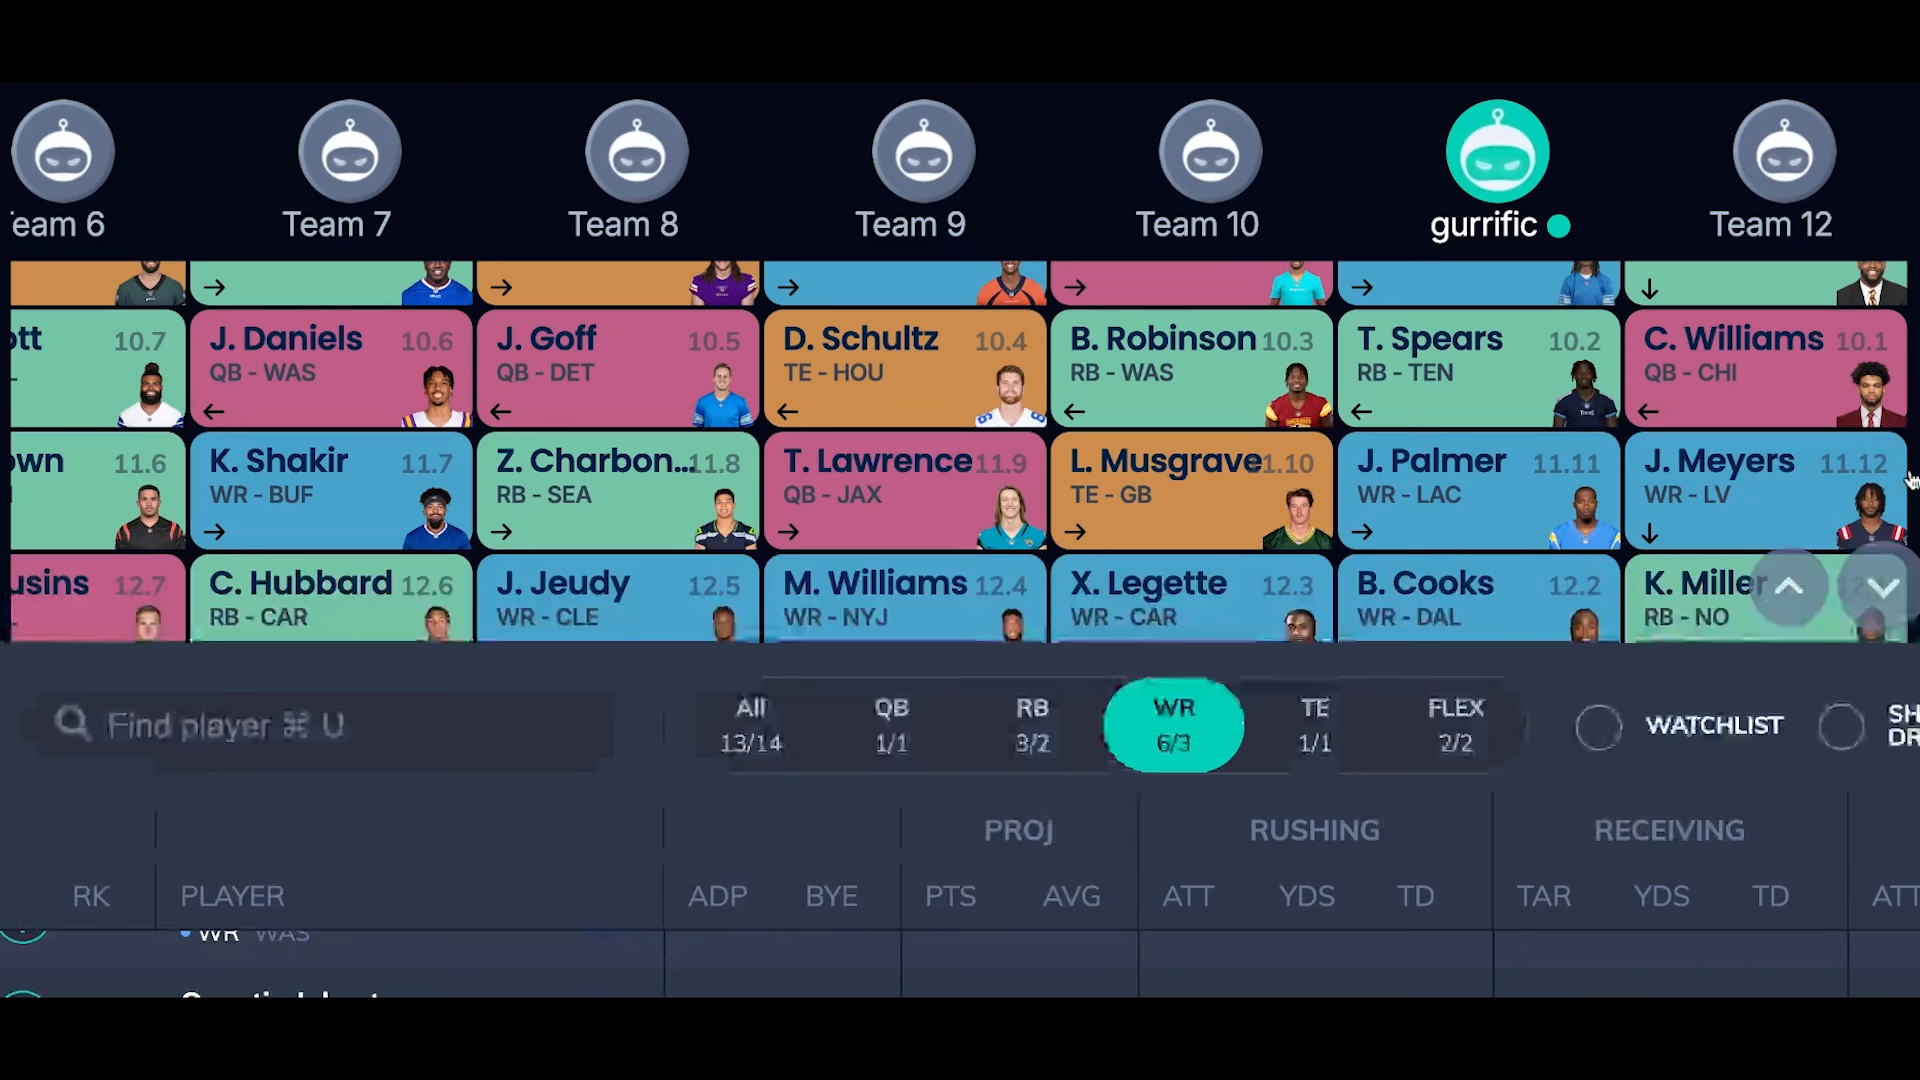 eam 6 Team 7 Team 8 Team 9 Team 10 gurrific Team 12
ott 10.7 J. Daniels 10.6 J. Goff 10.5 D. Schultz 10.4 B. Robinson 10.3 T. Spears 10.2 C. Williams 10.1
QB - WAS QB - DET TE - HOU RB - WAS RB - TEN QB - CHI
own 11.6 K. Shakir 11.7 Z. Charbon... 11.8 T. Lawrence 11.9 L. Musgrave 11.10 J. Palmer 11.11 J. Meyers 11.12
WR - BUF RB - SEA QB - JAX TE - GB WR - LAC WR - LV
usins 12.7 C. Hubbard 12.6 J. Jeudy 12.5 M. Williams 12.4 X. Legette 12.3 B. Cooks 12.2 K. Miller
RB - CAR WR - CLE WR - NYJ WR - CAR WR - DAL RB - NO
Find player ⌘ U
All QB RB WR TE FLEX
13/14 1/1 3/2 6/3 1/1 2/2
WATCHLIST
SH
DR
PROJ RUSHING RECEIVING
RK PLAYER ADP BYE PTS AVG ATT YDS TD TAR YDS TD ATT
WR WAS